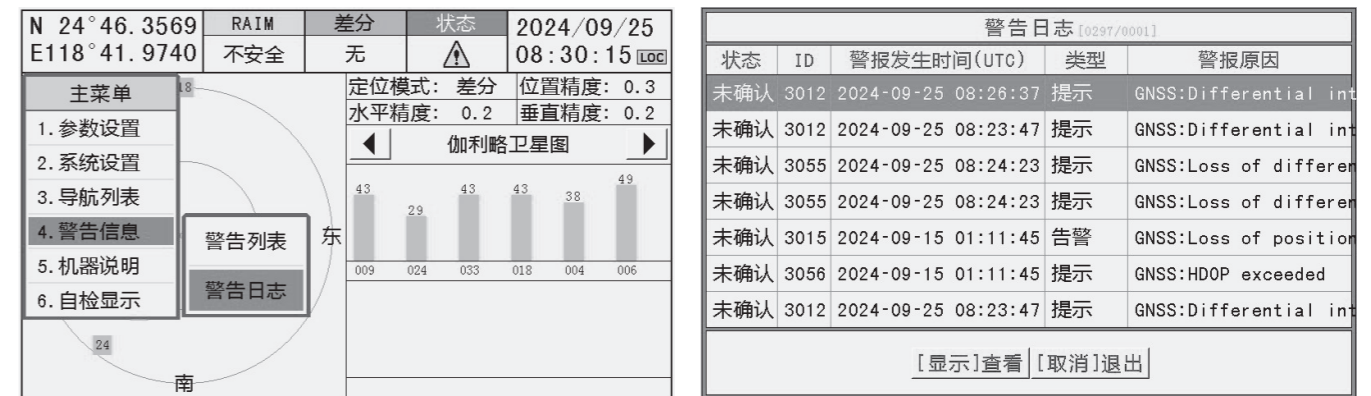 N 24°46.3569 RAIM 差分 状态 2024/09/25
E118°41.9740 不安全 无 08:30:15 LOC
主菜单 18
1.参数设置
2.系统设置
3.导航列表
4.警告信息
5.机器说明
6.自检显示
警告列表
警告日志
东
24
南
定位模式: 差分 位置精度: 0.3
水平精度: 0.2 垂直精度: 0.2
伽利略卫星图
43 29 43 43 38 49
009 024 033 018 004 006
警告日志[0297/0001]
状态 ID 警报发生时间(UTC) 类型 警报原因
未确认 3012 2024-09-25 08:26:37 提示 GNSS:Differential int
未确认 3012 2024-09-25 08:23:47 提示 GNSS:Differential int
未确认 3055 2024-09-25 08:24:23 提示 GNSS:Loss of differen
未确认 3055 2024-09-25 08:24:23 提示 GNSS:Loss of differen
未确认 3015 2024-09-15 01:11:45 告警 GNSS:Loss of position
未确认 3056 2024-09-15 01:11:45 提示 GNSS:HDOP exceeded
未确认 3012 2024-09-25 08:23:47 提示 GNSS:Differential int
[显示]查看 [取消]退出